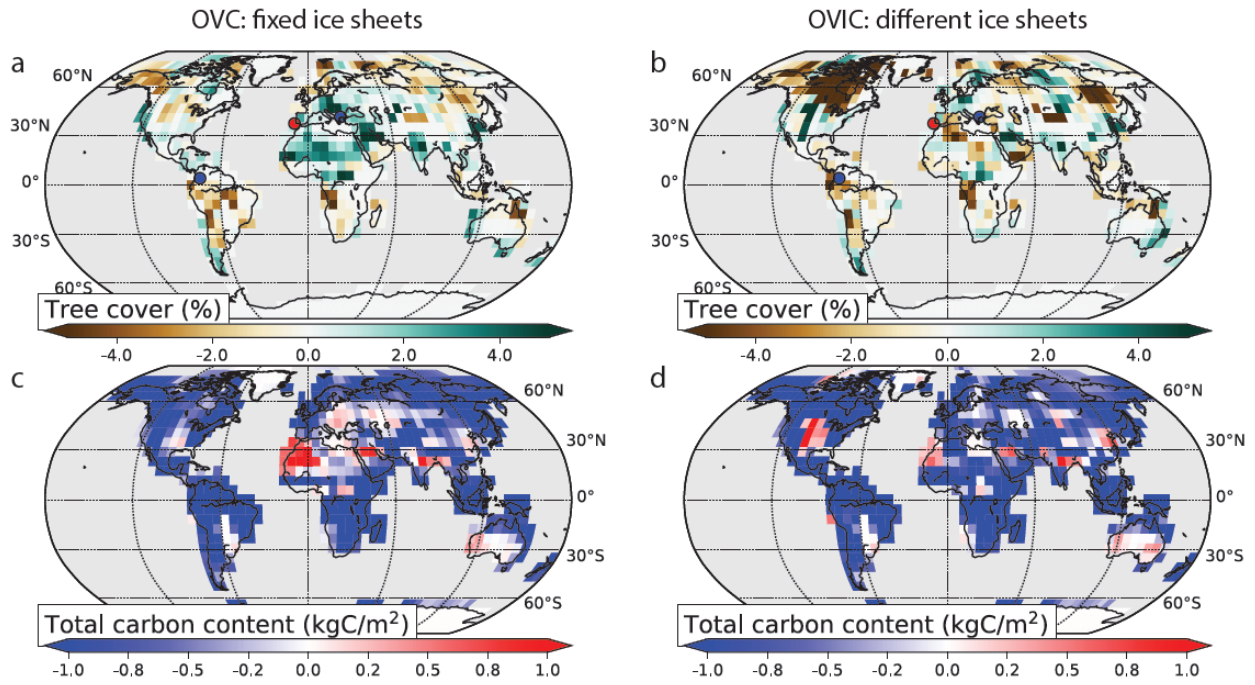 OVC: fixed ice sheets
OVIC: different ice sheets
a
60°N
30°N
0°
30°S
60°S
Tree cover (%)
-4.0 -2.0 0.0 2.0 4.0
b
60°N
30°N
0°
30°S
60°S
Tree cover (%)
-4.0 -2.0 0.0 2.0 4.0
c
60°N
30°N
0°
30°S
60°S
Total carbon content (kgC/m²)
-1.0 -0.8 -0.5 -0.2 0.0 0.2 0.5 0.8 1.0
d
60°N
30°N
0°
30°S
60°S
Total carbon content (kgC/m²)
-1.0 -0.8 -0.5 -0.2 0.0 0.2 0.5 0.8 1.0